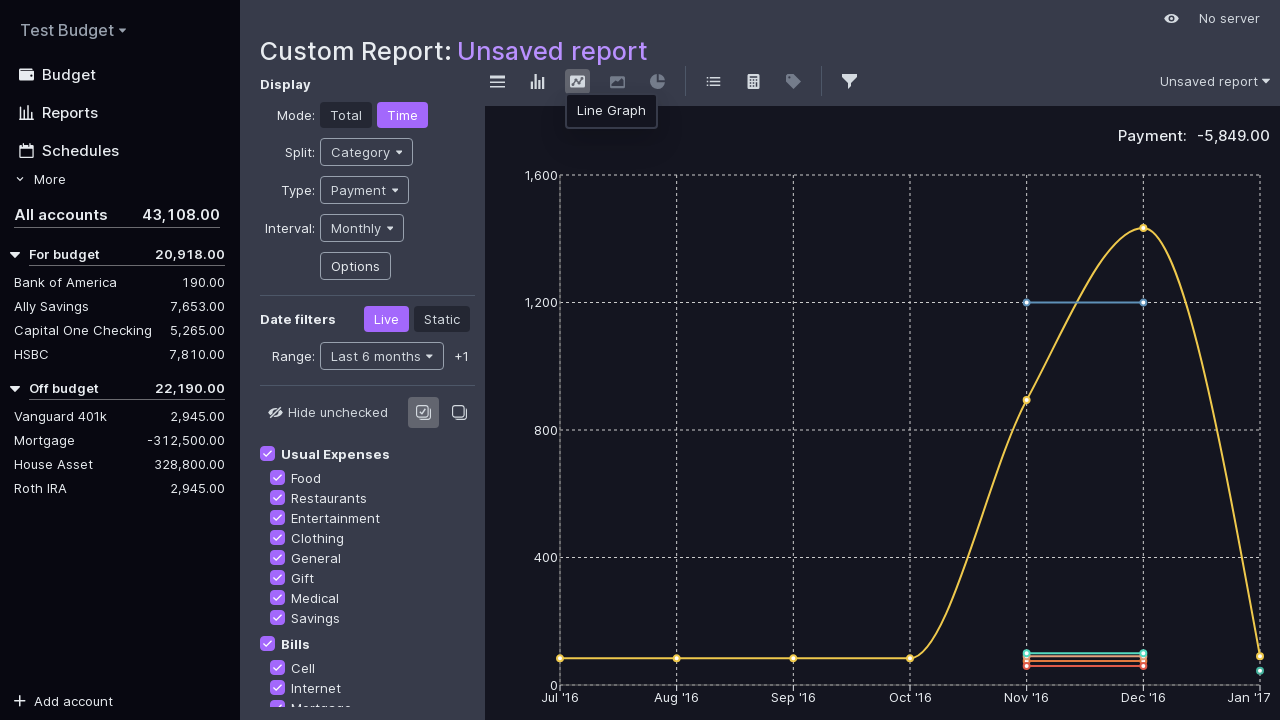 Test Budget
Budget
Reports
Schedules
More
All accounts 43,108.00
For budget 20,918.00
Bank of America 190.00
Ally Savings 7,653.00
Capital One Checking 5,265.00
HSBC 7,810.00
Off budget 22,190.00
Vanguard 401k 2,945.00
Mortgage -312,500.00
House Asset 328,800.00
Roth IRA 2,945.00
Add account
No server
Custom Report: Unsaved report
Display
Mode: Total Time
Split: Category
Type: Payment
Interval: Monthly
Options
Date filters Live Static
Range: Last 6 months +1
Hide unchecked
Usual Expenses
Food
Restaurants
Entertainment
Clothing
General
Gift
Medical
Savings
Bills
Cell
Internet
Mortgage
Unsaved report
Line Graph
Payment: -5,849.00
1,600
1,200
800
400
0
Jul '16 Aug '16 Sep '16 Oct '16 Nov '16 Dec '16 Jan '17